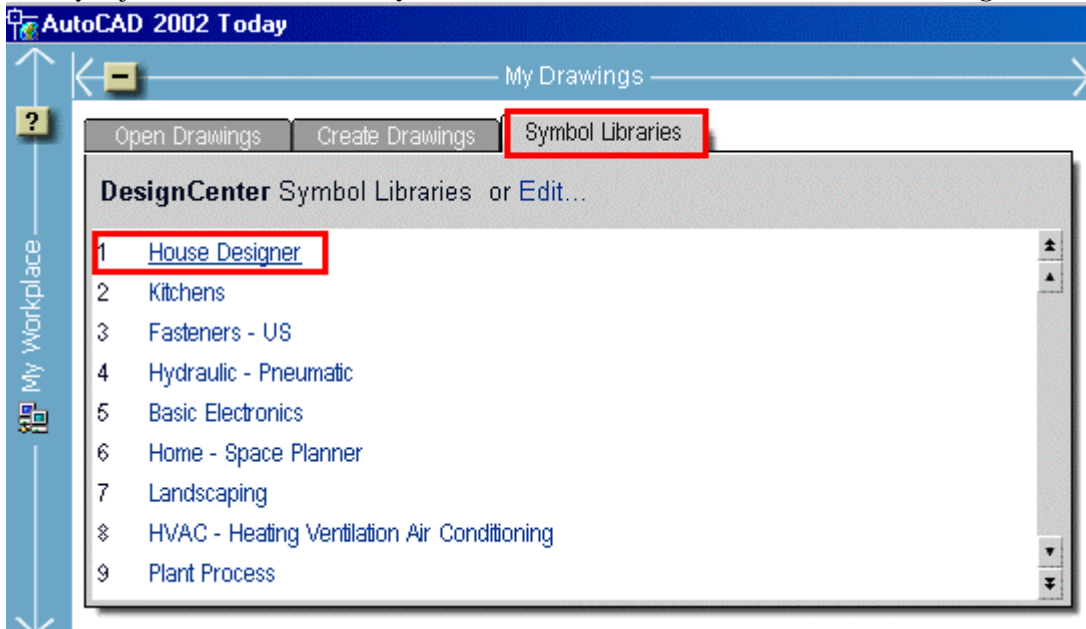 AutoCAD 2002 Today
My Drawings
?
Open Drawings Create Drawings Symbol Libraries
DesignCenter Symbol Libraries or Edit...
1 House Designer
2 Kitchens
3 Fasteners - US
4 Hydraulic - Pneumatic
5 Basic Electronics
6 Home - Space Planner
7 Landscaping
8 HVAC - Heating Ventilation Air Conditioning
9 Plant Process
My Workplace